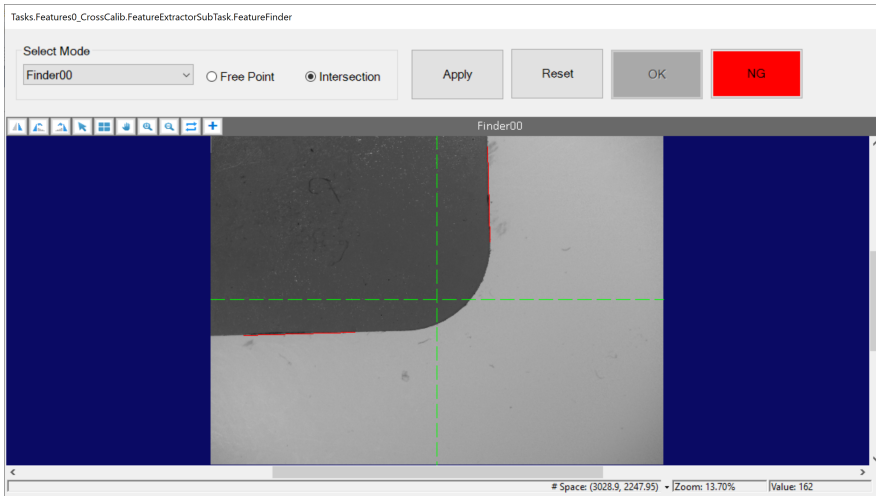 Tasks.Features0_CrossCalib.FeatureExtractorSubTask.FeatureFinder
Select Mode
Finder00
Free Point
Intersection
Apply
Reset
OK
NG
Finder00
# Space: (3028.9, 2247.95)
Zoom: 13.70%
Value: 162